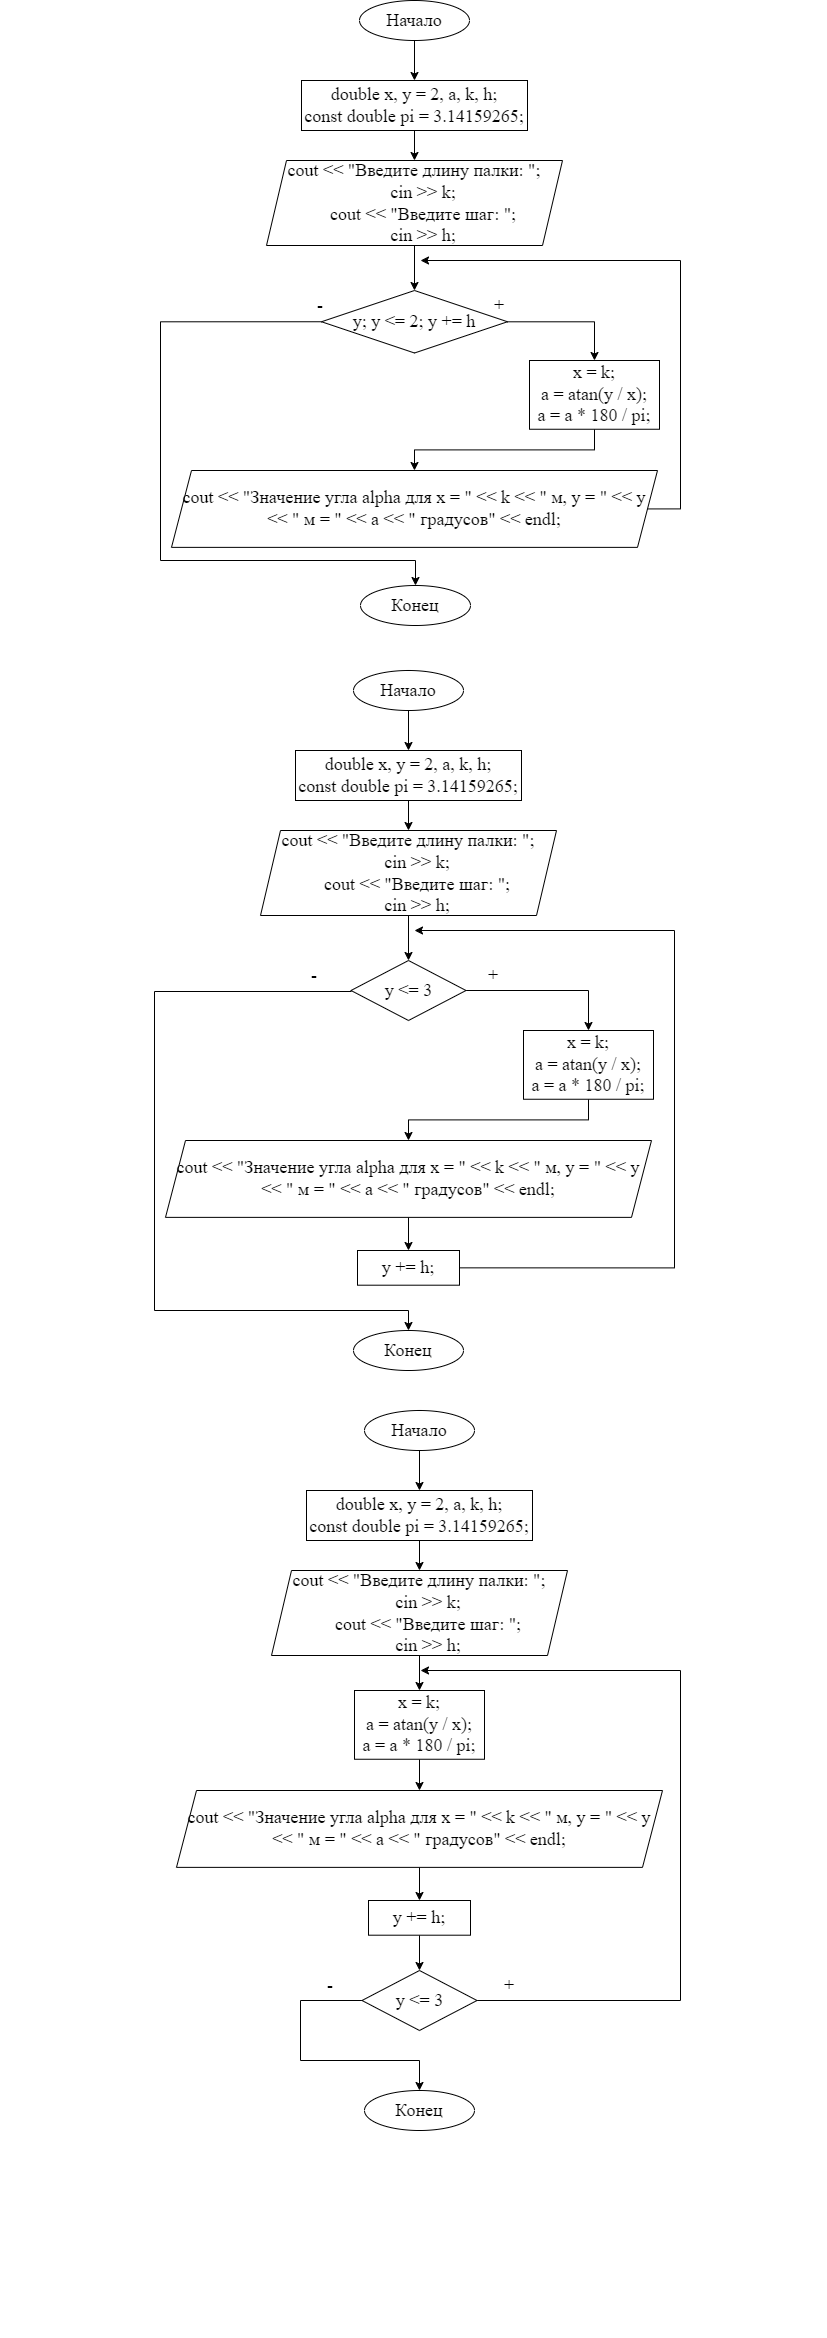 Начало
double x, y = 2, a, k, h;
const double pi = 3.14159265;
cout << "Введите длину палки: ";
cin >> k;
cout << "Введите шаг: ";
cin >> h;
-
+
y; y <= 2; y += h
x = k;
a = atan(y / x);
a = a * 180 / pi;
cout << "Значение угла alpha для x = " << k << " м, y = " << y
<< " м = " << a << " градусов" << endl;
Конец
Начало
double x, y = 2, a, k, h;
const double pi = 3.14159265;
cout << "Введите длину палки: ";
cin >> k;
cout << "Введите шаг: ";
cin >> h;
-
+
y <= 3
x = k;
a = atan(y / x);
a = a * 180 / pi;
cout << "Значение угла alpha для x = " << k << " м, y = " << y
<< " м = " << a << " градусов" << endl;
y += h;
Конец
Начало
double x, y = 2, a, k, h;
const double pi = 3.14159265;
cout << "Введите длину палки: ";
cin >> k;
cout << "Введите шаг: ";
cin >> h;
x = k;
a = atan(y / x);
a = a * 180 / pi;
cout << "Значение угла alpha для x = " << k << " м, y = " << y
<< " м = " << a << " градусов" << endl;
y += h;
-
+
y <= 3
Конец